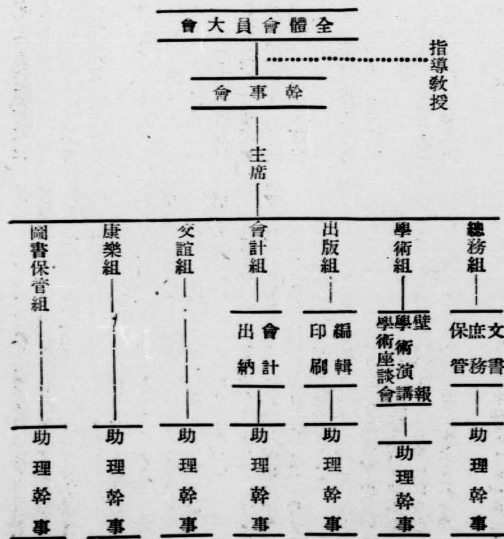 全體會員大會
指導教授
幹事會
主席
總務組
學術組
出版組
會計組
交誼組
康樂組
圖書保管組
文書
庶務
保管
壁報
學術演講
學術座談會
編輯
印刷
會計
出納
助理幹事
助理幹事
助理幹事
助理幹事
助理幹事
助理幹事
助理幹事